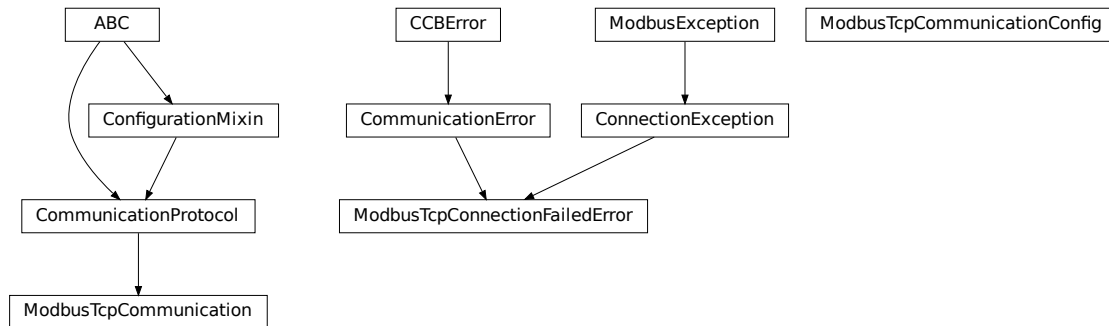 ABC
CCBError
ModbusException
ModbusTcpCommunicationConfig
ConfigurationMixin
CommunicationError
ConnectionException
CommunicationProtocol
ModbusTcpConnectionFailedError
ModbusTcpCommunication